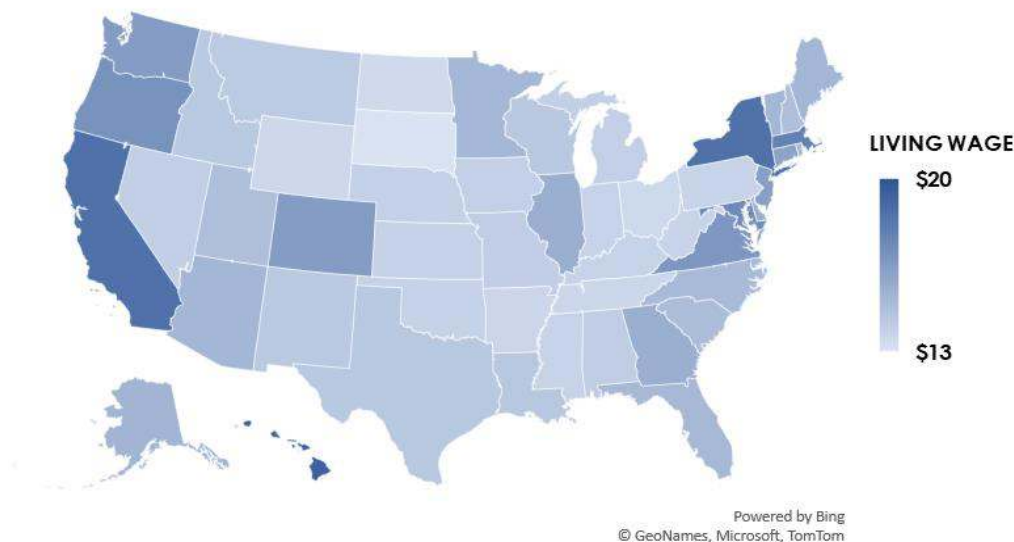 LIVING WAGE
$20
$13
Powered by Bing
© GeoNames, Microsoft, TomTom